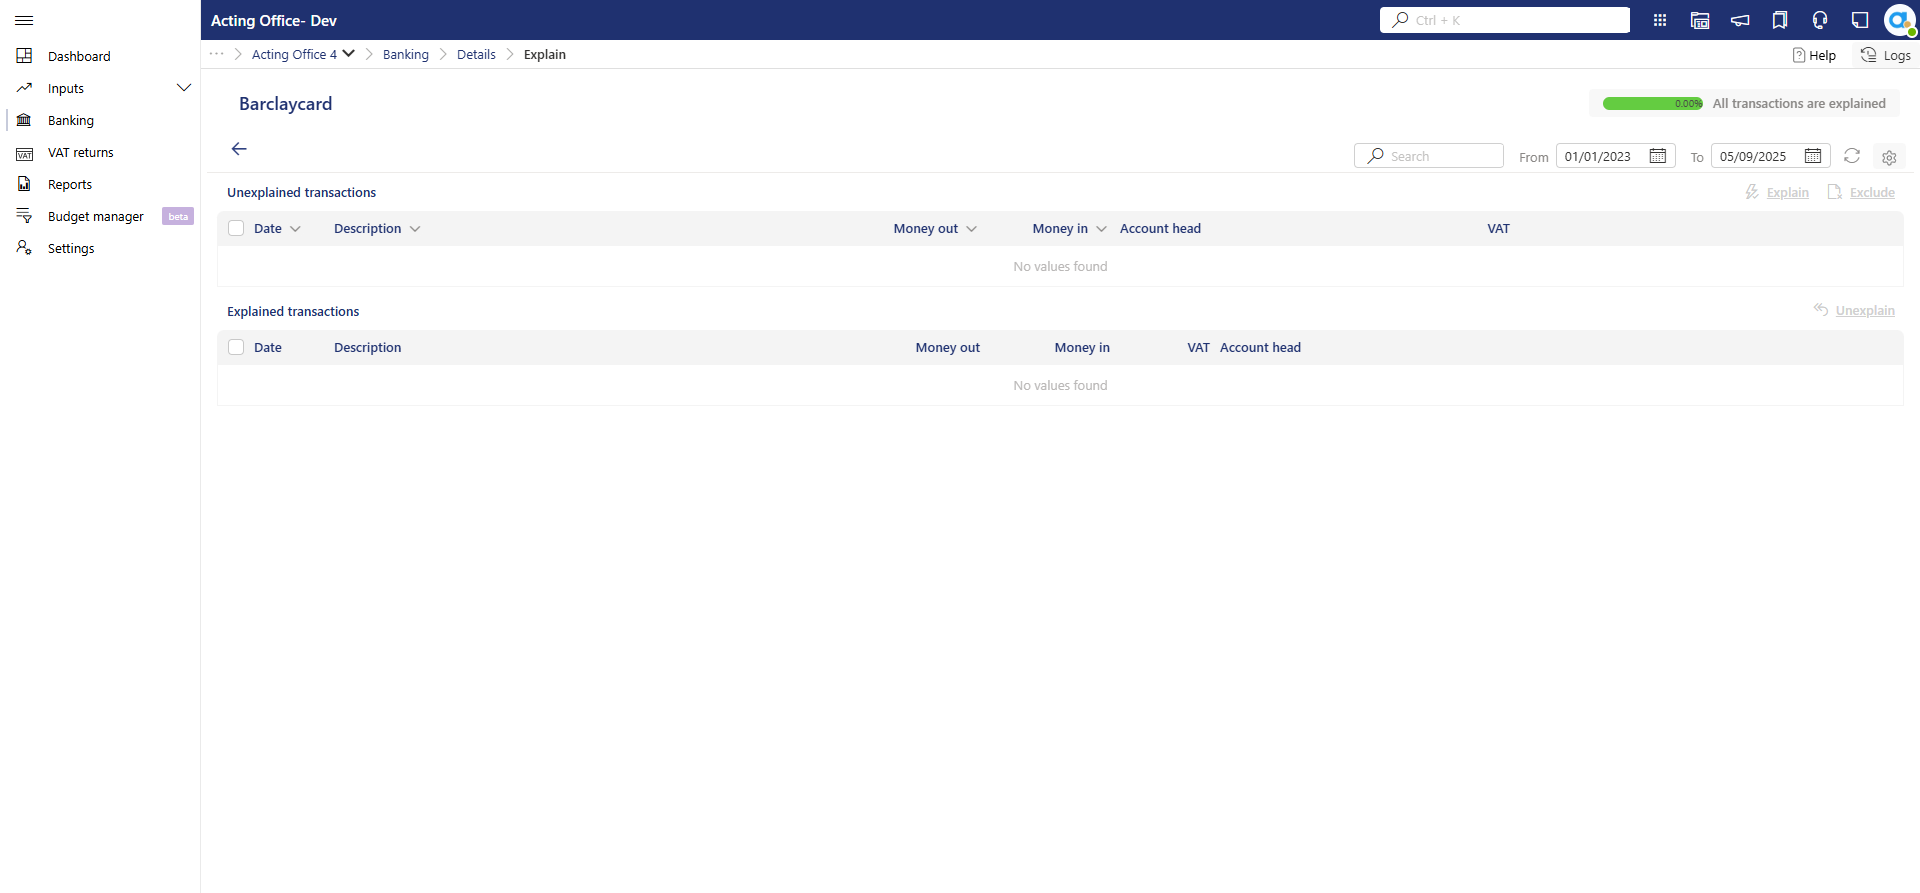 Acting Office- Dev
Ctrl + K
Dashboard
Inputs
Banking
VAT returns
Reports
Budget manager beta
Settings
Acting Office 4 Banking Details Explain
Help Logs
Barclaycard
0.00% All transactions are explained
Search From 01/01/2023 To 05/09/2025
Unexplained transactions Explain Exclude
Date Description Money out Money in Account head VAT
No values found
Explained transactions Unexplain
Date Description Money out Money in VAT Account head
No values found